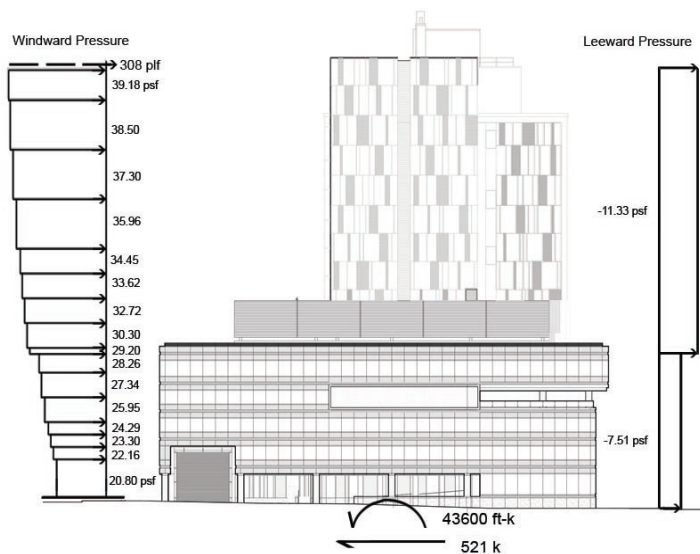 Windward Pressure
Leeward Pressure
308 plf
39.18 psf
38.50
37.30
35.96
34.45
33.62
32.72
30.30
29.20
28.26
27.34
25.95
24.29
23.30
22.16
20.80 psf
-11.33 psf
-7.51 psf
43600 ft-k
521 k